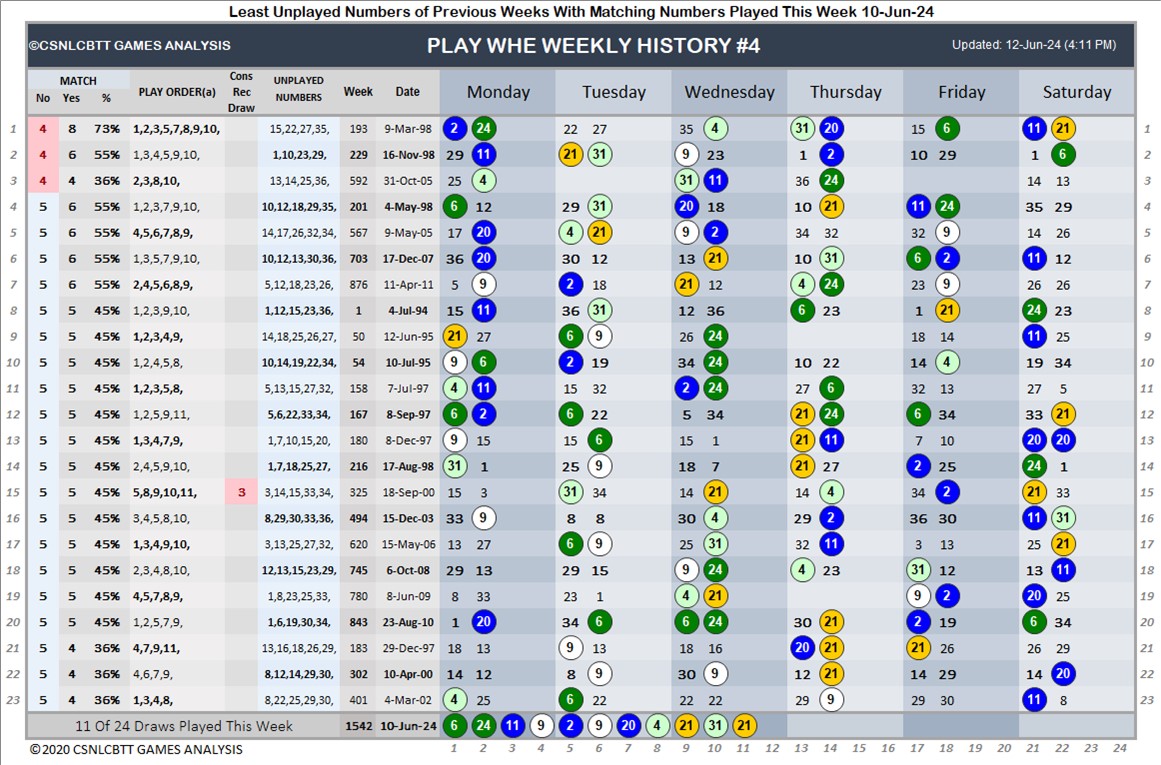 Least Unplayed Numbers of Previous Weeks With Matching Numbers Played This Week 10-Jun-24
©CSNLCBTT GAMES ANALYSIS PLAY WHE WEEKLY HISTORY #4 Updated: 12-Jun-24 (4:11 PM)
MATCH No Yes % PLAY ORDER(a) Cons Rec Draw UNPLAYED NUMBERS Week Date Monday Tuesday Wednesday Thursday Friday Saturday
1 4 8 73% 1,2,3,5,7,8,9,10, 15,22,27,35, 193 9-Mar-98 2 24 22 27 35 4 31 20 15 6 11 21 1
2 4 6 55% 1,3,4,5,9,10, 1,10,23,29, 229 16-Nov-98 29 11 21 31 9 23 1 2 10 29 1 6 2
3 4 4 36% 2,3,8,10, 13,14,25,36, 592 31-Oct-05 25 4 31 11 36 24 14 13 3
4 5 6 55% 1,2,3,7,9,10, 10,12,18,29,35, 201 4-May-98 6 12 29 31 20 18 10 21 11 24 35 29 4
5 5 6 55% 4,5,6,7,8,9, 14,17,26,32,34, 567 9-May-05 17 20 4 21 9 2 34 32 32 9 14 26 5
6 5 6 55% 1,3,5,7,9,10, 10,12,13,30,36, 703 17-Dec-07 36 20 30 12 13 21 10 31 6 2 11 12 6
7 5 6 55% 2,4,5,6,8,9, 5,12,18,23,26, 876 11-Apr-11 5 9 2 18 21 12 4 24 23 9 26 26 7
8 5 5 45% 1,2,3,9,10, 1,12,15,23,36, 1 4-Jul-94 15 11 36 31 12 36 6 23 1 21 24 23 8
9 5 5 45% 1,2,3,4,9, 14,18,25,26,27, 50 12-Jun-95 21 27 6 9 26 24 18 14 11 25 9
10 5 5 45% 1,2,4,5,8, 10,14,19,22,34, 54 10-Jul-95 9 6 2 19 34 24 10 22 14 4 19 34 10
11 5 5 45% 1,2,3,5,8, 5,13,15,27,32, 158 7-Jul-97 4 11 15 32 2 24 27 6 32 13 27 5 11
12 5 5 45% 1,2,5,9,11, 5,6,22,33,34, 167 8-Sep-97 6 2 6 22 5 34 21 24 6 34 33 21 12
13 5 5 45% 1,3,4,7,9, 1,7,10,15,20, 180 8-Dec-97 9 15 15 6 15 1 21 11 7 10 20 20 13
14 5 5 45% 2,4,5,9,10, 1,7,18,25,27, 216 17-Aug-98 31 1 25 9 18 7 21 27 2 25 24 1 14
15 5 5 45% 5,8,9,10,11, 3 3,14,15,33,34, 325 18-Sep-00 15 3 31 34 14 21 14 4 34 2 21 33 15
16 5 5 45% 3,4,5,8,10, 8,29,30,33,36, 494 15-Dec-03 33 9 8 8 30 4 29 2 36 30 11 31 16
17 5 5 45% 1,3,4,9,10, 3,13,25,27,32, 620 15-May-06 13 27 6 9 25 31 32 11 3 13 25 21 17
18 5 5 45% 2,3,4,8,10, 12,13,15,23,29, 745 6-Oct-08 29 13 29 15 9 24 4 23 31 12 13 11 18
19 5 5 45% 4,5,7,8,9, 1,8,23,25,33, 780 8-Jun-09 8 33 23 1 4 21 9 2 20 25 19
20 5 5 45% 1,2,5,7,9, 1,6,19,30,34, 843 23-Aug-10 1 20 34 6 6 24 30 21 2 19 6 34 20
21 5 4 36% 4,7,9,11, 13,16,18,26,29, 183 29-Dec-97 18 13 9 13 18 16 20 21 21 26 26 29 21
22 5 4 36% 4,6,7,9, 8,12,14,29,30, 302 10-Apr-00 14 12 8 9 30 9 12 21 14 29 14 20 22
23 5 4 36% 1,3,4,8, 8,22,25,29,30, 401 4-Mar-02 4 25 6 22 22 22 29 9 29 30 11 8 23
11 Of 24 Draws Played This Week 1542 10-Jun-24 6 24 11 9 2 9 20 4 21 31 21
© 2020 CSNLCBTT GAMES ANALYSIS 1 2 3 4 5 6 7 8 9 10 11 12 13 14 15 16 17 18 19 20 21 22 23 24